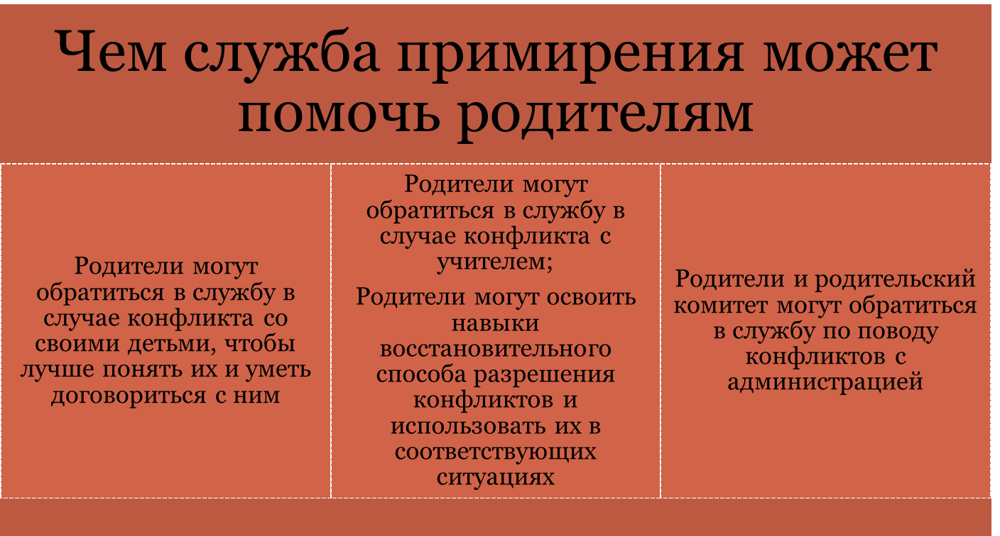 Чем служба примирения может
помочь родителям
Родители могут
обратиться в службу в
случае конфликта со
своими детьми, чтобы
лучше понять их и уметь
договориться с ним
Родители могут
обратиться в службу в
случае конфликта с
учителем;
Родители могут освоить
навыки
восстановительного
способа разрешения
конфликтов и
использовать их в
соответствующих
ситуациях
Родители и родительский
комитет могут обратиться
в службу по поводу
конфликтов с
администрацией